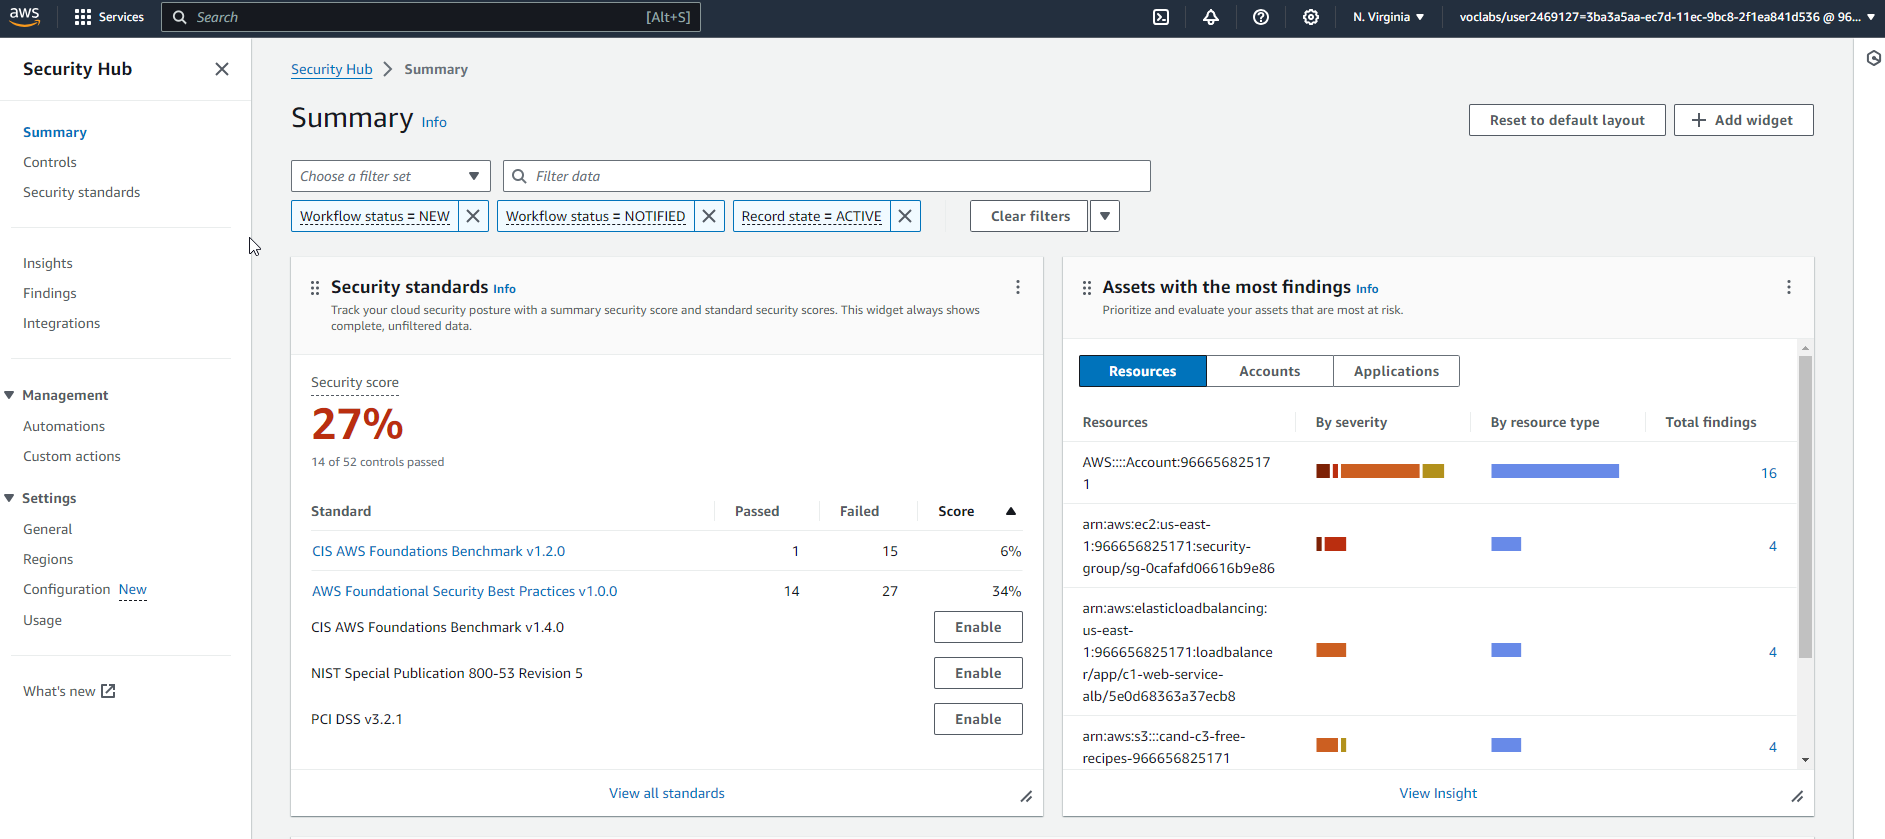 aws
Services
Search
[Alt+S]
N. Virginia
voclabs/user2469127=3ba3a5aa-ec7d-11ec-9bc8-2f1ea841d536 @ 96...
Security Hub
Summary
Controls
Security standards
Insights
Findings
Integrations
Management
Automations
Custom actions
Settings
General
Regions
Configuration New
Usage
What's new
Security Hub
Summary
Summary Info
Reset to default layout
Add widget
Choose a filter set
Filter data
Workflow status = NEW
Workflow status = NOTIFIED
Record state = ACTIVE
Clear filters
Security standards Info
Track your cloud security posture with a summary security score and standard security scores. This widget always shows
complete, unfiltered data.
Security score
27%
14 of 52 controls passed
Standard Passed Failed Score
CIS AWS Foundations Benchmark v1.2.0 1 15 6%
AWS Foundational Security Best Practices v1.0.0 14 27 34%
CIS AWS Foundations Benchmark v1.4.0 Enable
NIST Special Publication 800-53 Revision 5 Enable
PCI DSS v3.2.1 Enable
View all standards
Assets with the most findings Info
Prioritize and evaluate your assets that are most at risk.
Resources Accounts Applications
Resources By severity By resource type Total findings
AWS::::Account:96665682517
1
16
arn:aws:ec2:us-east-
1:966656825171:security-
group/sg-0cafafd06616b9e86
4
arn:aws:elasticloadbalancing:
us-east-
1:966656825171:loadbalance
r/app/c1-web-service-
alb/5e0d68363a37ecb8
4
arn:aws:s3:::cand-c3-free-
recipes-966656825171
4
View Insight